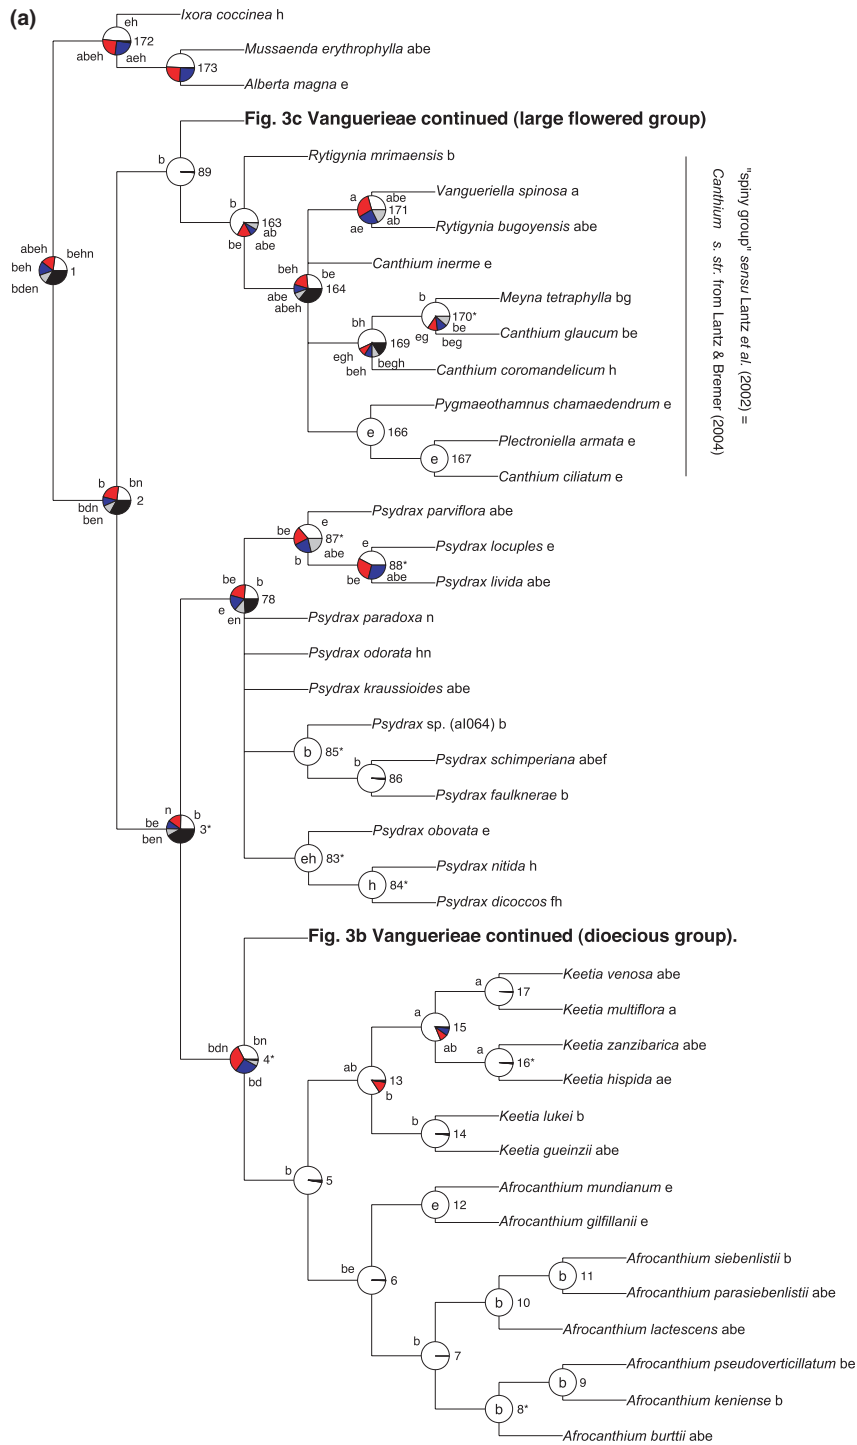 (a)
Ixora coccinea h
eh
172
abeh
aeh
Mussaenda erythrophylla abe
173
Alberta magna e
Fig. 3c Vanguerieae continued (large flowered group)
b
89
Rytigynia mrimaensis b
b
163
ab
abe
be
Vangueriella spinosa a
a
abe
171
ab
ae
Rytigynia bugoyensis abe
Canthium inerme e
abeh
behn
beh
1
bden
beh
be
164
abe
abeh
Meyna tetraphylla bg
b
170*
be
eg
beg
Canthium glaucum be
bh
169
egh
begh
beh
Canthium coromandelicum h
Pygmaeothamnus chamaedendrum e
e
166
Plectroniella armata e
e
167
Canthium ciliatum e
"spiny group" sensu Lantz et al. (2002) =
Canthium s. str. from Lantz & Bremer (2004)
b
bn
2
bdn
ben
Psydrax parviflora abe
e
be
87*
abe
b
Psydrax locuples e
e
88*
be
abe
Psydrax livida abe
be
b
78
e
en
Psydrax paradoxa n
Psydrax odorata hn
Psydrax kraussioides abe
Psydrax sp. (al064) b
b
85*
Psydrax schimperiana abef
b
86
Psydrax faulknerae b
n
b
be
3*
ben
Psydrax obovata e
eh
83*
Psydrax nitida h
h
84*
Psydrax dicoccos fh
Fig. 3b Vanguerieae continued (dioecious group).
Keetia venosa abe
a
17
Keetia multiflora a
a
15
ab
Keetia zanzibarica abe
a
16*
Keetia hispida ae
bdn
bn
4*
bd
ab
13
b
Keetia lukei b
b
14
Keetia gueinzii abe
b
5
Afrocanthium mundianum e
e
12
Afrocanthium gilfillanii e
be
6
Afrocanthium siebenlistii b
b
11
Afrocanthium parasiebenlistii abe
b
10
Afrocanthium lactescens abe
b
7
Afrocanthium pseudoverticillatum be
b
9
Afrocanthium keniense b
b
8*
Afrocanthium burttii abe